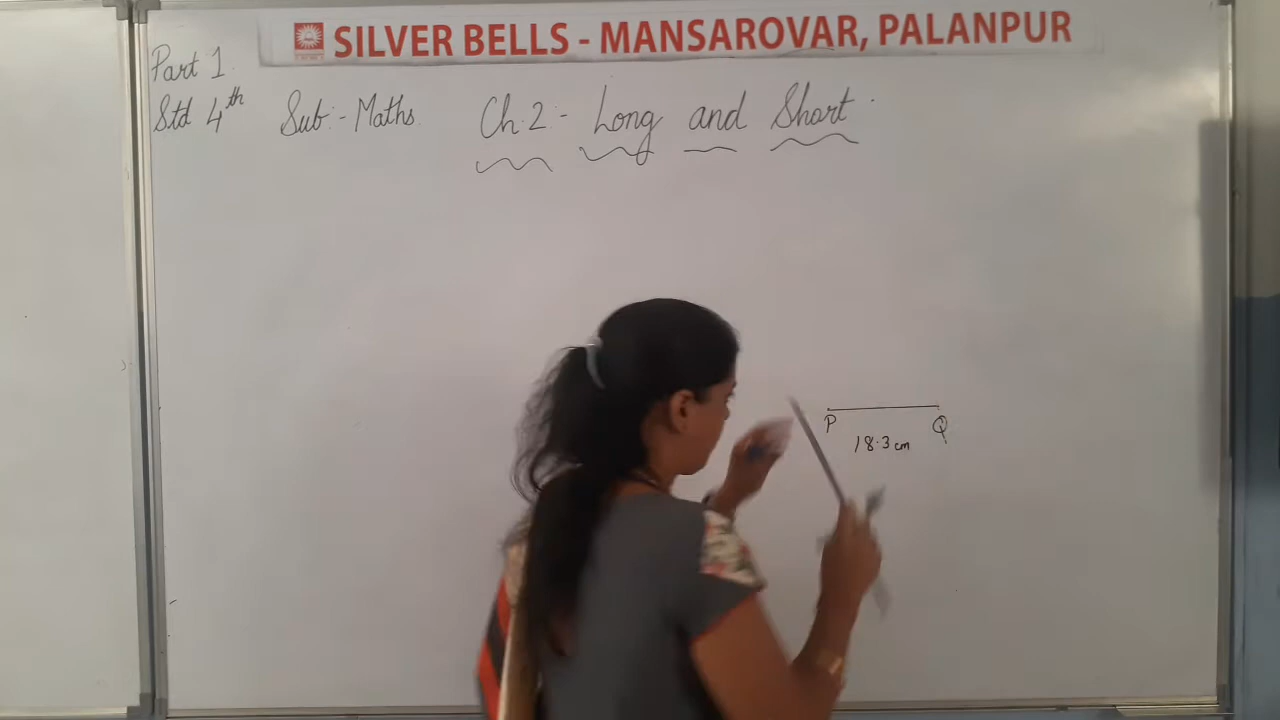 SILVER BELLS - MANSAROVAR, PALANPUR
Part 1.
Std 4th Sub:- Maths. Ch.2:- Long and Short.
P Q
18.3 cm